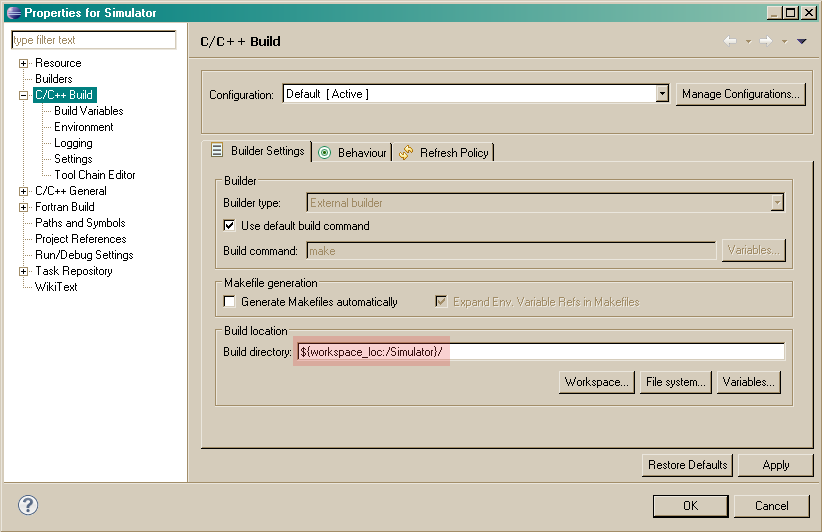 Properties for Simulator
type filter text
Resource
Builders
C/C++ Build
Build Variables
Environment
Logging
Settings
Tool Chain Editor
C/C++ General
Fortran Build
Paths and Symbols
Project References
Run/Debug Settings
Task Repository
WikiText
C/C++ Build
Configuration: Default [ Active ] Manage Configurations...
Builder Settings Behaviour Refresh Policy
Builder
Builder type: External builder
Use default build command
Build command: make Variables...
Makefile generation
Generate Makefiles automatically Expand Env. Variable Refs in Makefiles
Build location
Build directory: ${workspace_loc:/Simulator}/
Workspace... File system... Variables...
Restore Defaults Apply
? OK Cancel